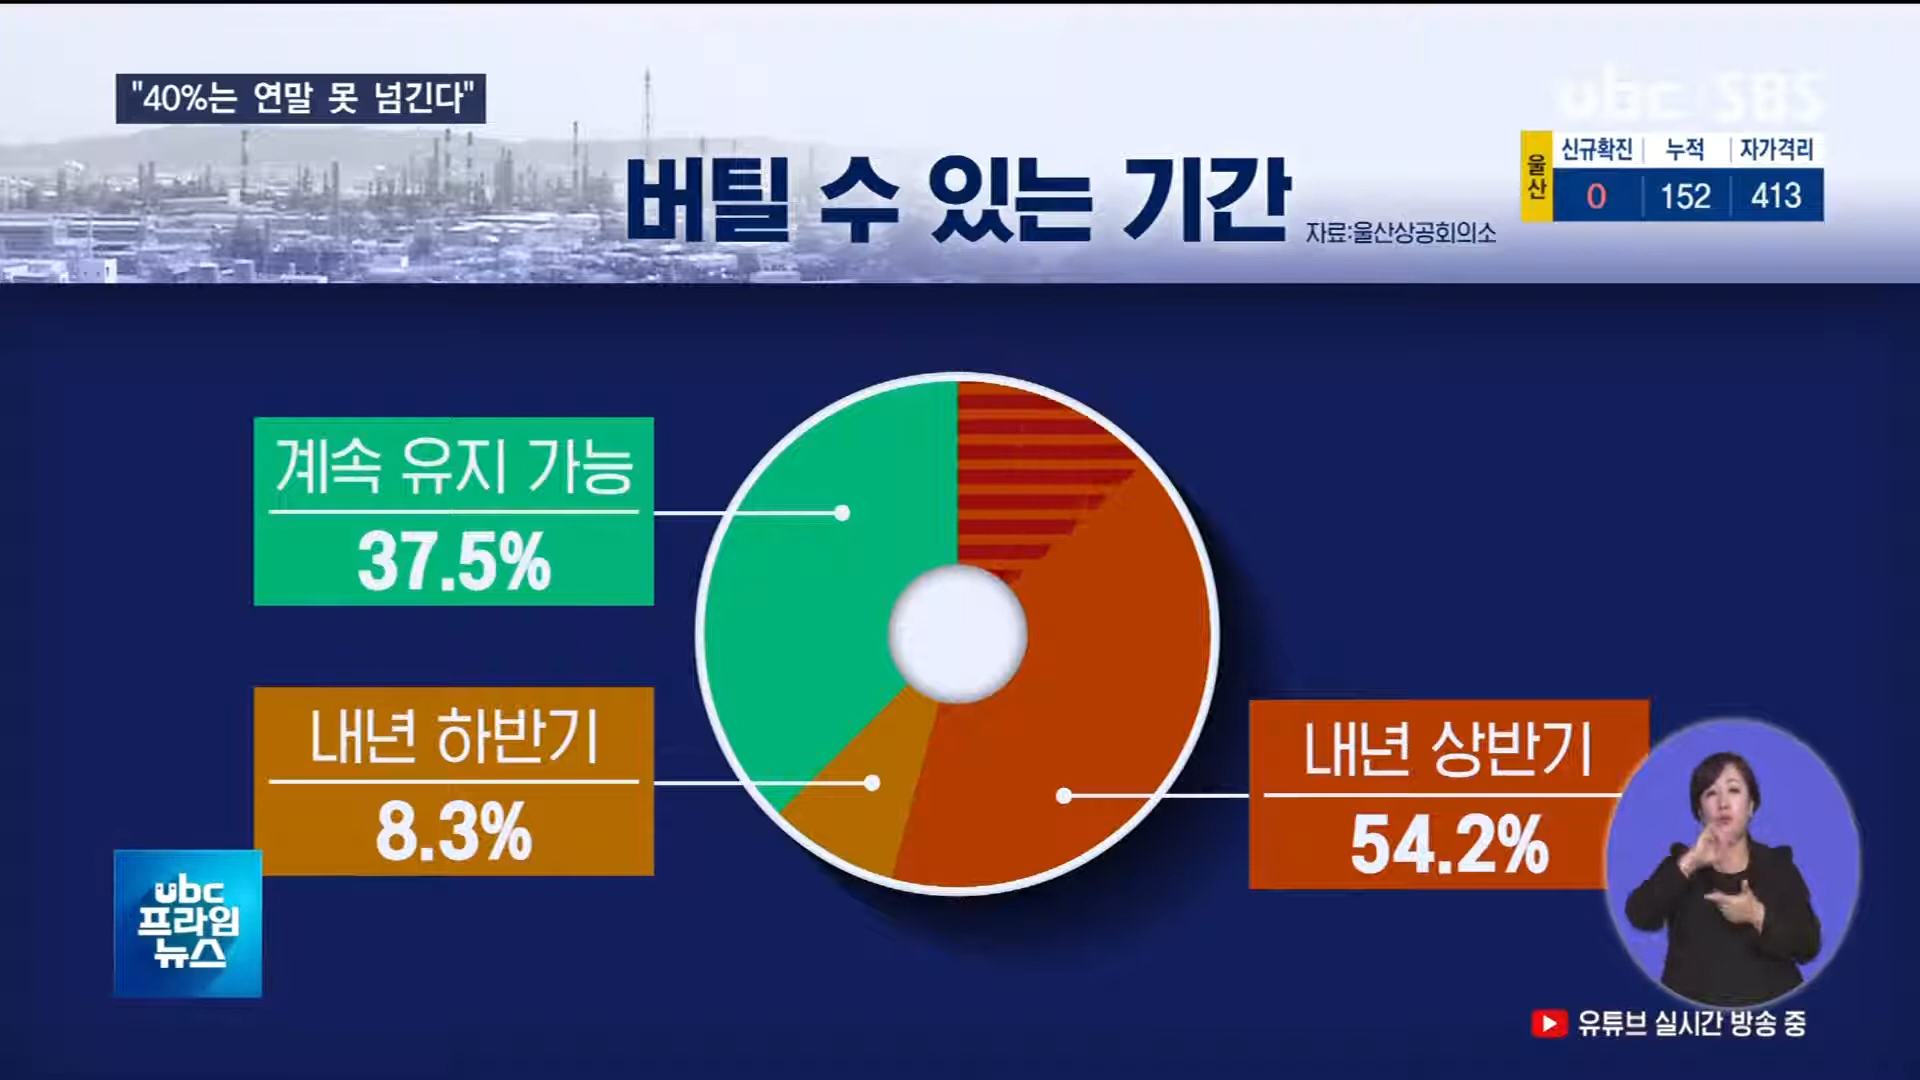 "40%는 연말 못 넘긴다"
ubc SBS
울산
신규확진 누적 자가격리
0 152 413
버틸 수 있는 기간
자료:울산상공회의소
계속 유지 가능
37.5%
내년 하반기
8.3%
내년 상반기
54.2%
ubc
프라임
뉴스
유튜브 실시간 방송 중